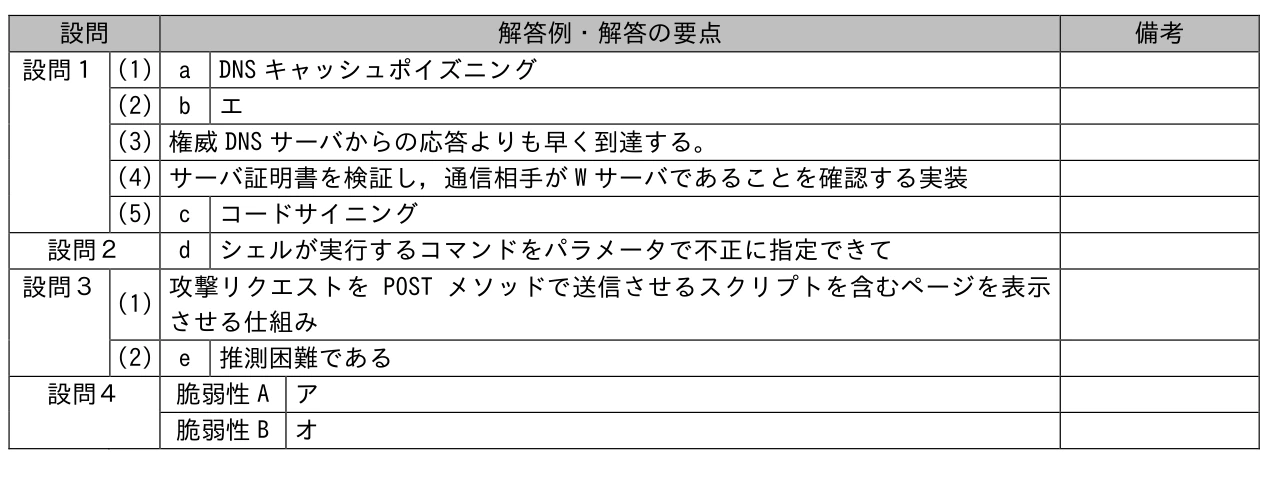 設問 解答例・解答の要点 備考
設問1 (1) a DNSキャッシュポイズニング
(2) b エ
(3) 権威DNSサーバからの応答よりも早く到達する。
(4) サーバ証明書を検証し，通信相手がWサーバであることを確認する実装
(5) c コードサイニング
設問2 d シェルが実行するコマンドをパラメータで不正に指定できて
設問3 (1) 攻撃リクエストを POST メソッドで送信させるスクリプトを含むページを表示
させる仕組み
(2) e 推測困難である
設問4 脆弱性A ア
脆弱性B オ